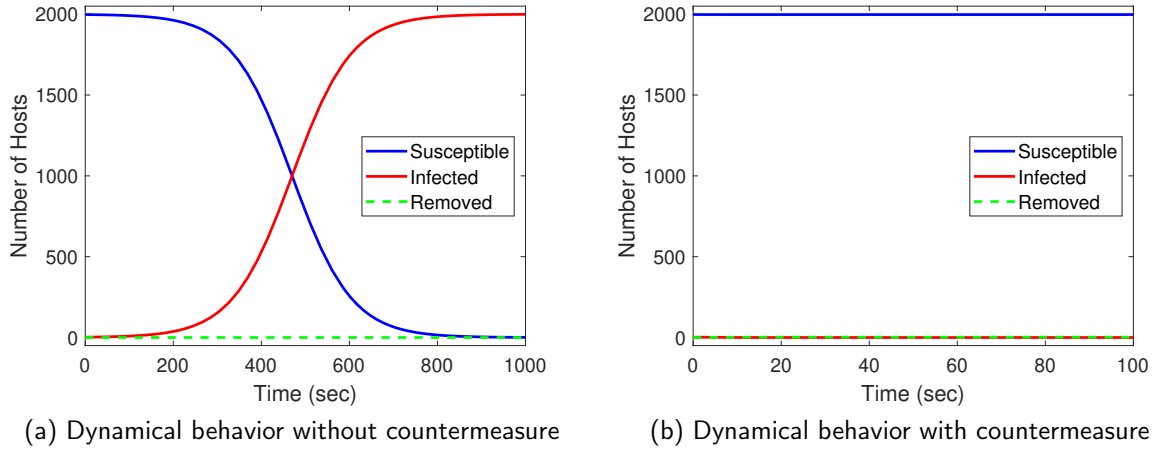 2000
1500
1000
500
0
Number of Hosts
Susceptible
Infected
Removed
0 200 400 600 800 1000
Time (sec)
(a) Dynamical behavior without countermeasure
2000
1500
1000
500
0
Number of Hosts
Susceptible
Infected
Removed
0 20 40 60 80 100
Time (sec)
(b) Dynamical behavior with countermeasure